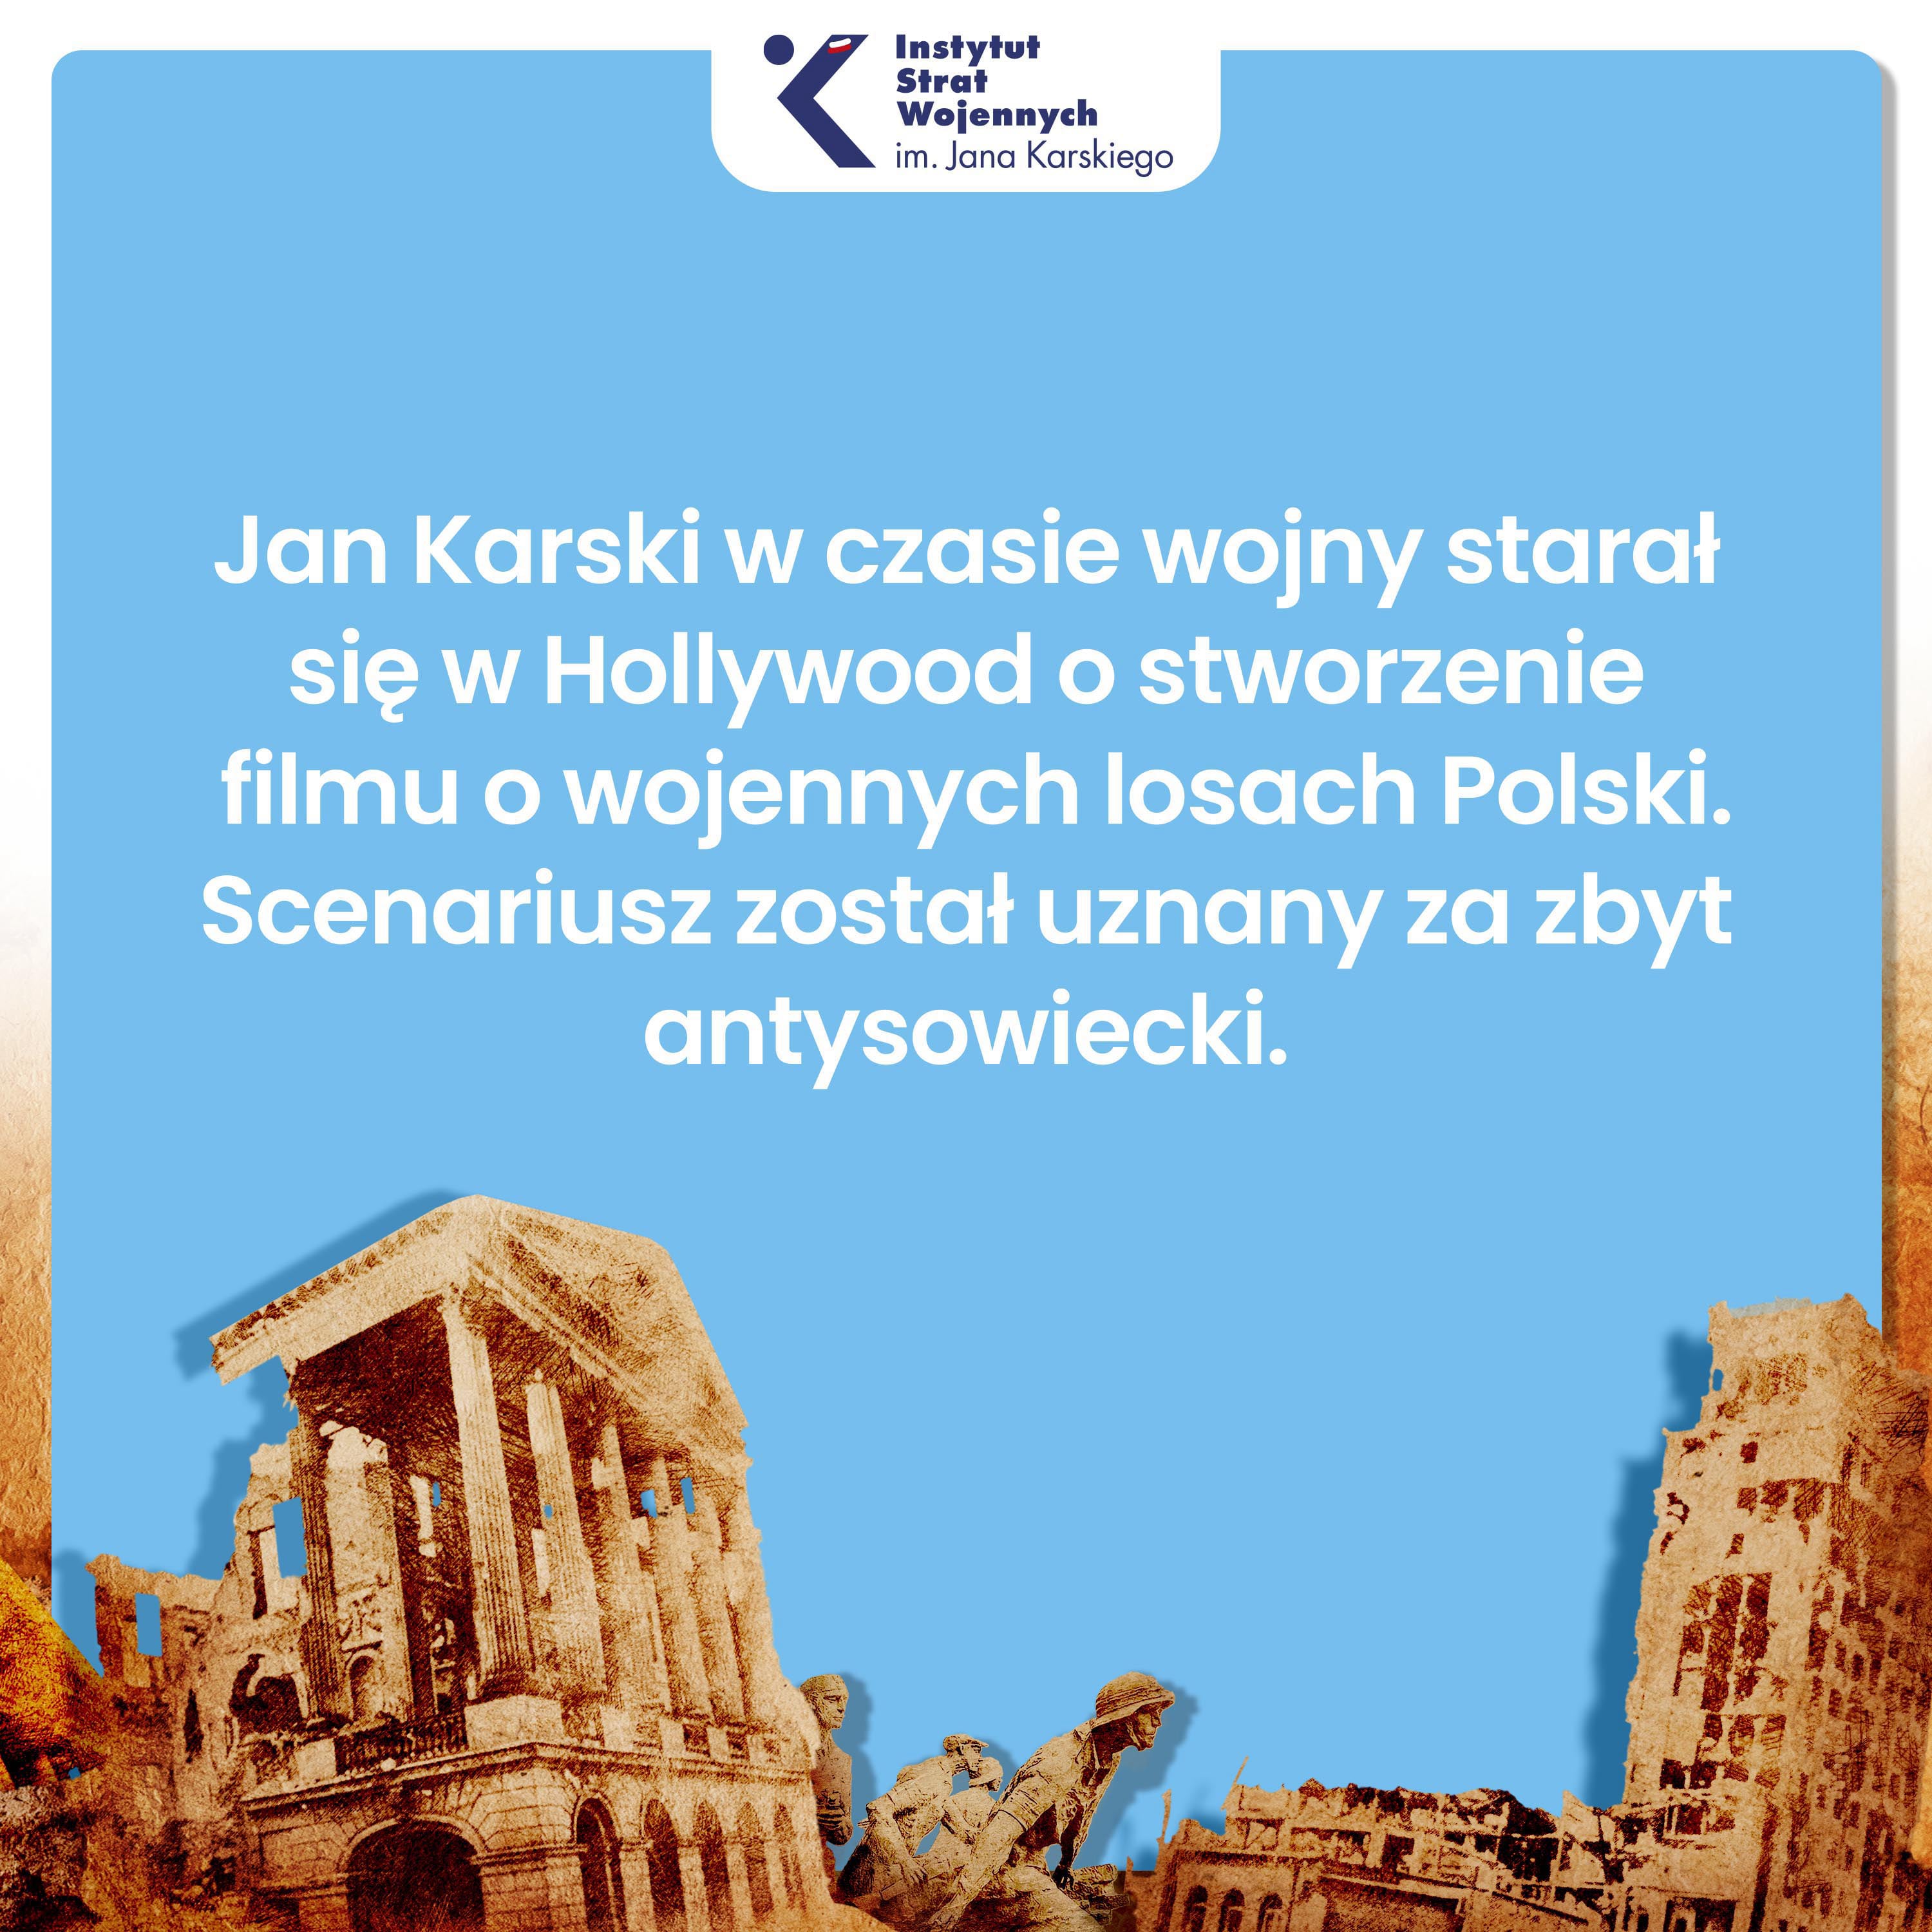 Instytut
Strat
Wojennych
im. Jana Karskiego
Jan Karski w czasie wojny starał
się w Hollywood o stworzenie
filmu o wojennych losach Polski.
Scenariusz został uznany za zbyt
antysowiecki.